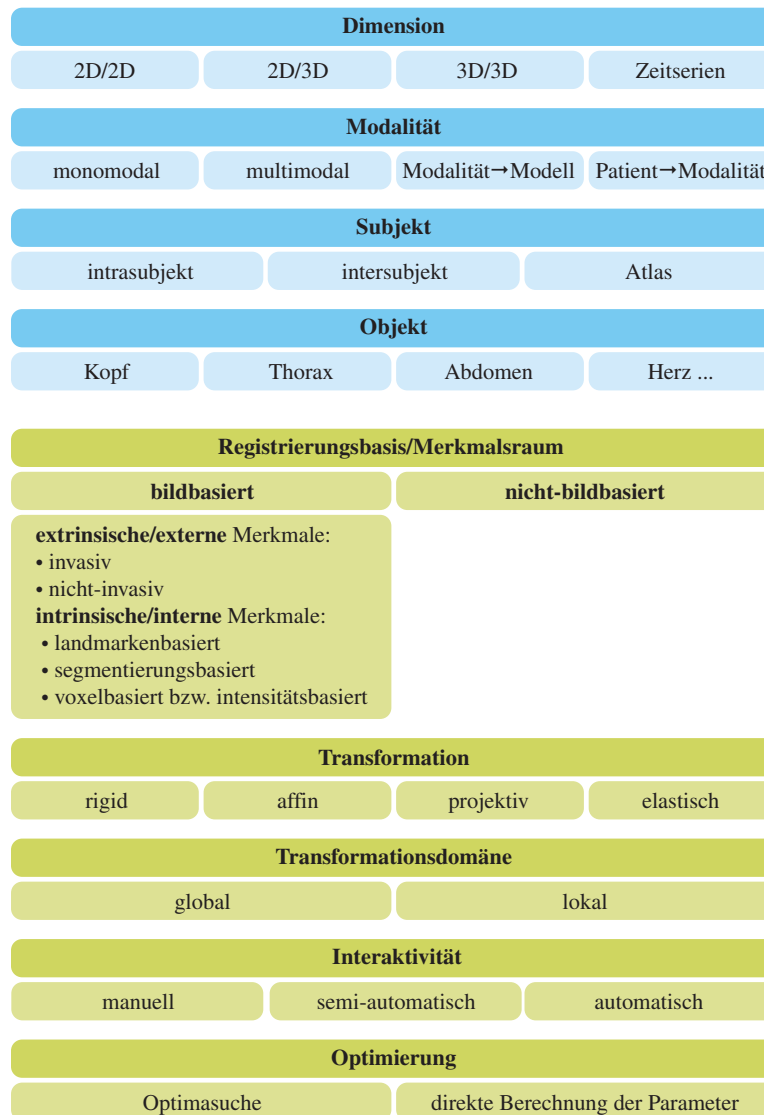 Dimension
2D/2D 2D/3D 3D/3D Zeitserien
Modalität
monomodal multimodal Modalität→Modell Patient→Modalität
Subjekt
intrasubjekt intersubjekt Atlas
Objekt
Kopf Thorax Abdomen Herz ...
Registrierungsbasis/Merkmalsraum
bildbasiert nicht-bildbasiert
extrinsische/externe Merkmale:
• invasiv
• nicht-invasiv
intrinsische/interne Merkmale:
• landmarkenbasiert
• segmentierungsbasiert
• voxelbasiert bzw. intensitätsbasiert
Transformation
rigid affin projektiv elastisch
Transformationsdomäne
global lokal
Interaktivität
manuell semi-automatisch automatisch
Optimierung
Optimasuche direkte Berechnung der Parameter